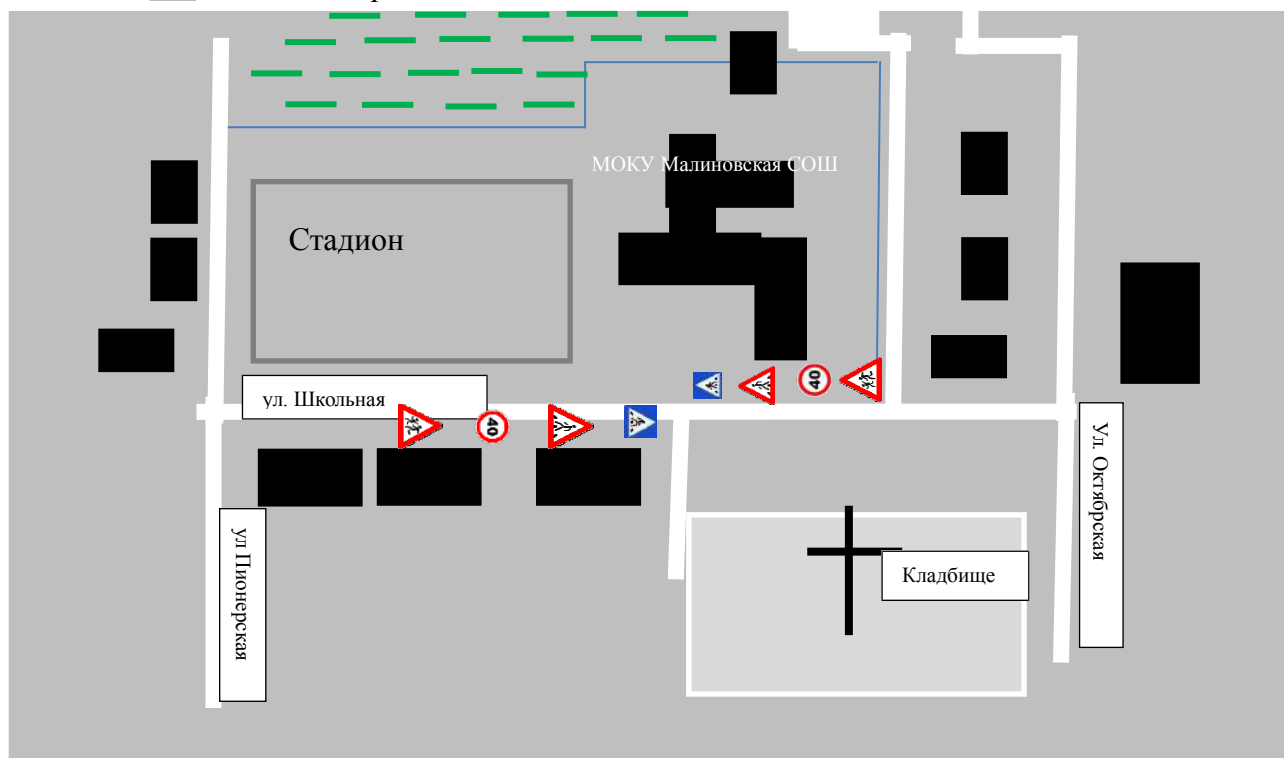 МОКУ Малиновская СОШ
Стадион
ул. Школьная
40
40
Ул. Октябрская
ул Пионерская
Кладбище